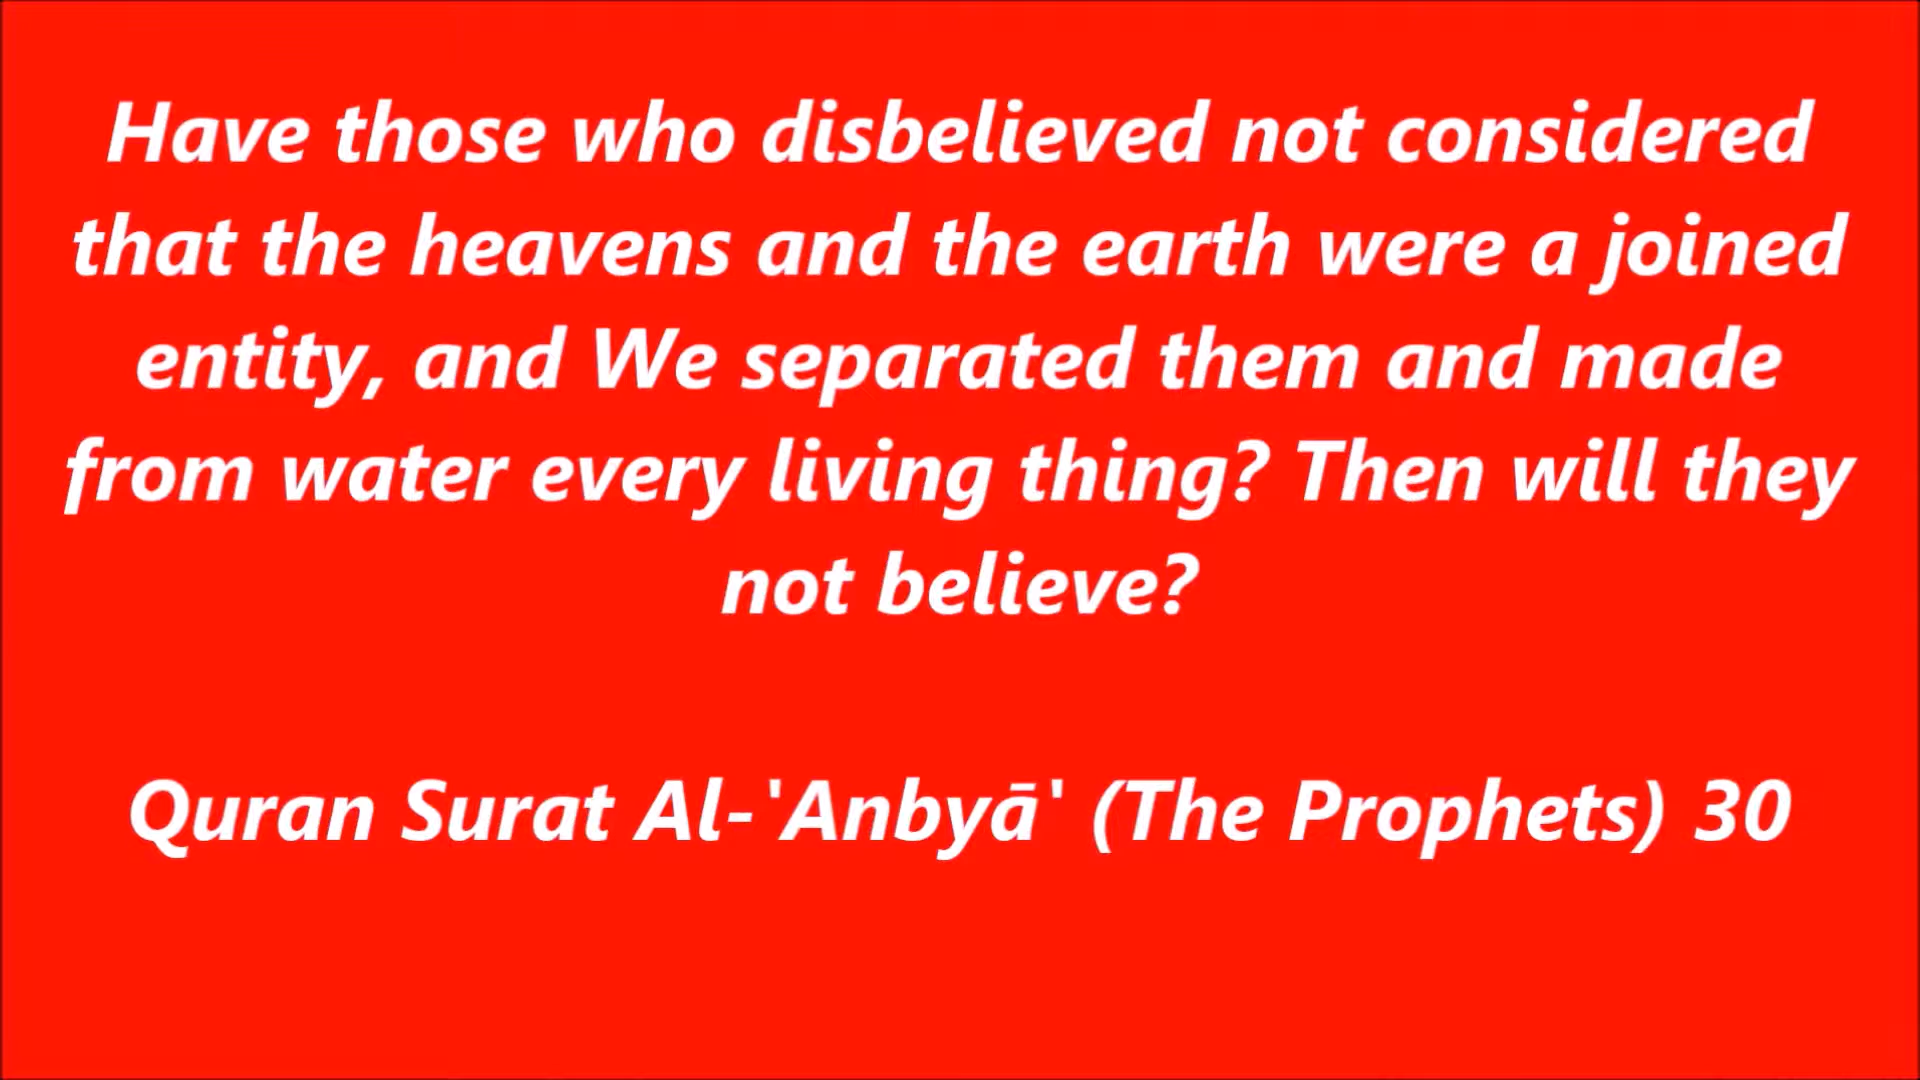 Have those who disbelieved not considered
that the heavens and the earth were a joined
entity, and We separated them and made
from water every living thing? Then will they
not believe?
Quran Surat Al-'Anbyā' (The Prophets) 30